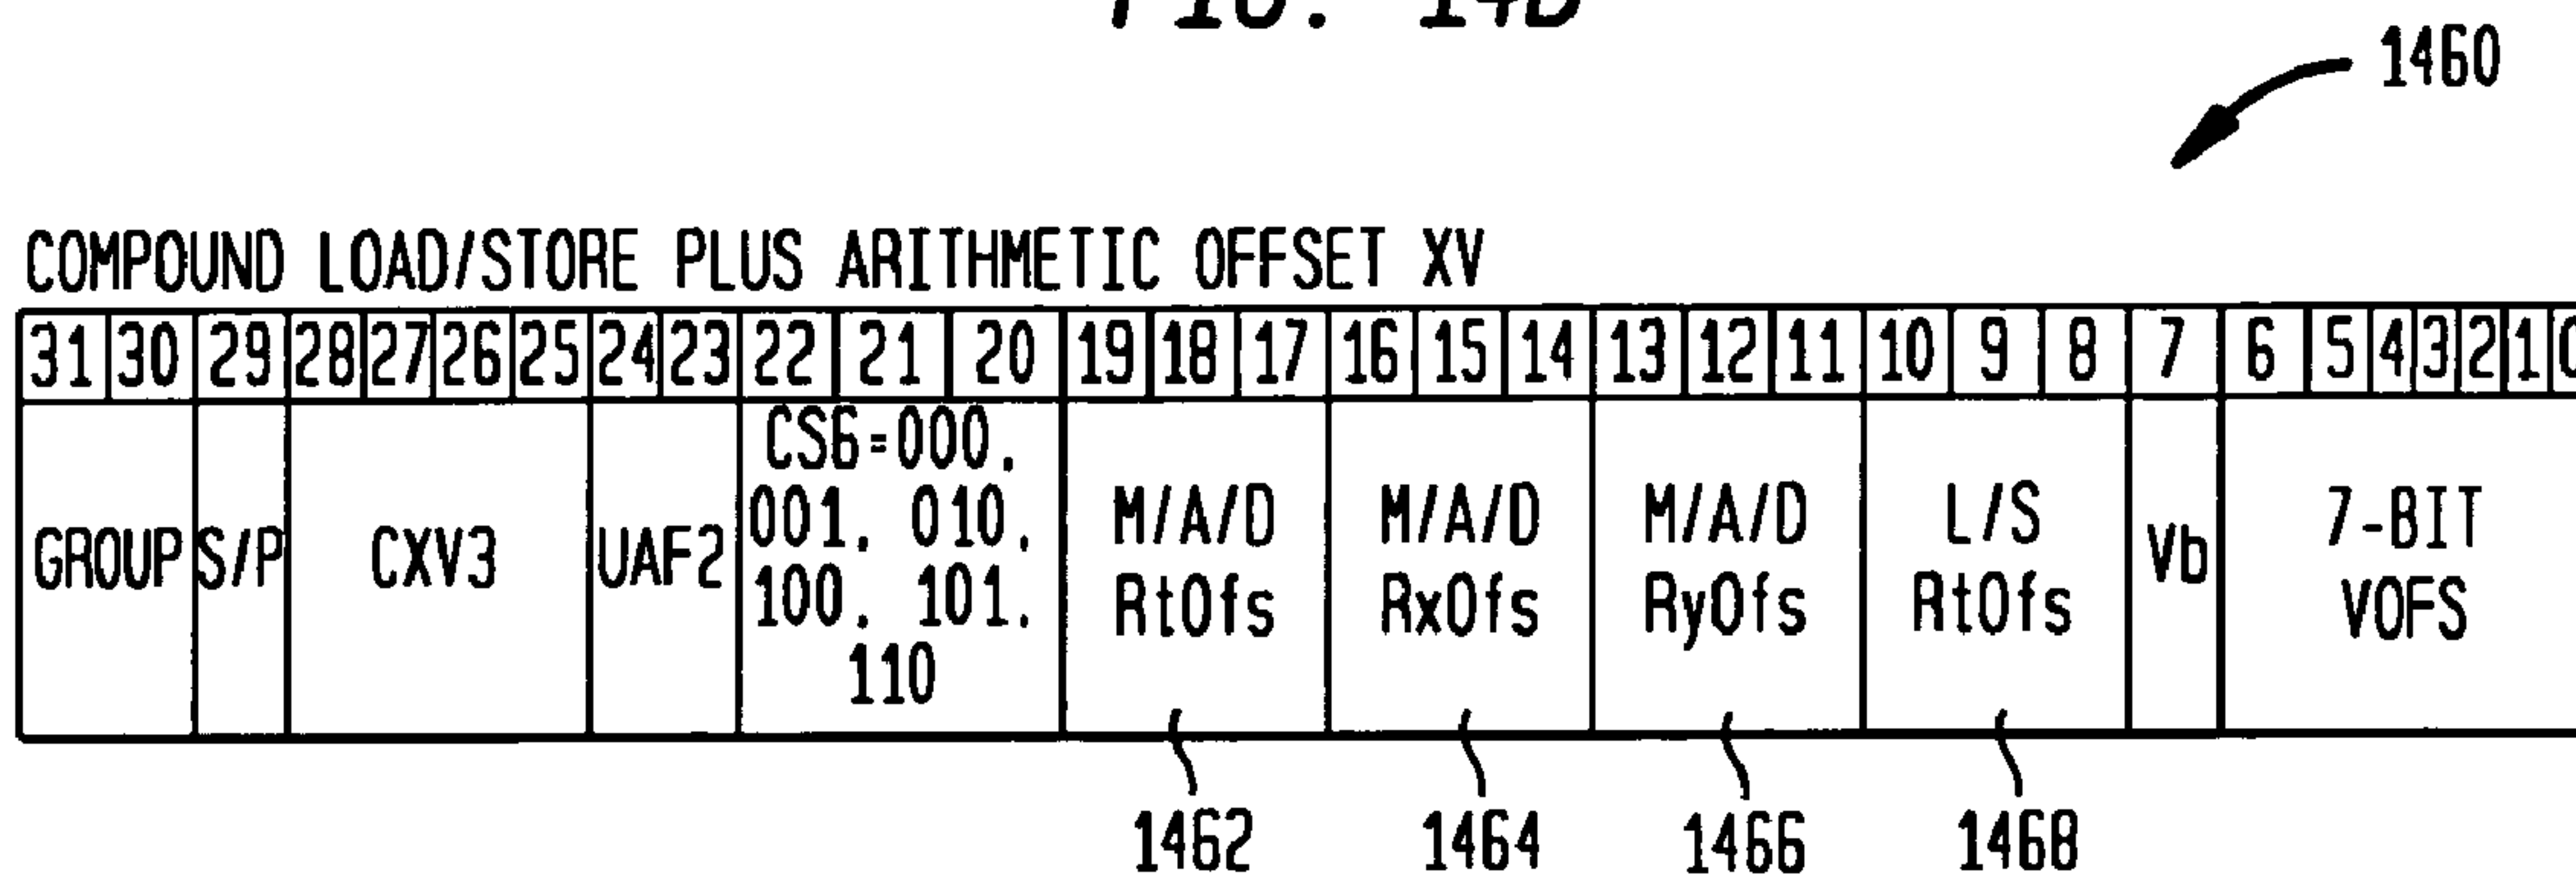 FIG.
1460
COMPOUND LOAD/STORE PLUS ARITHMETIC OFFSET XV
31 30 29 28 27 26 25 24 23 22 21 20 19 18 17 16 15 14 13 12 11 10 9 8 7 6 5 4 3 2 1 0
GROUP S/P CXV3 UAF2
CS6=000.
001. 010.
100. 101.
110
M/A/D
RtOfs
M/A/D
RxOfs
M/A/D
RyOfs
L/S
RtOfs
Vb
7-BIT
VOFS
1462 1464 1466 1468